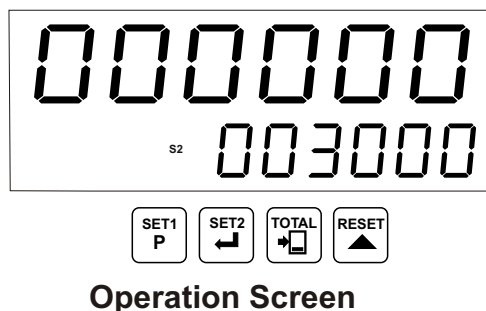 000000
S2 003000
SET1 SET2 TOTAL RESET
P
Operation Screen